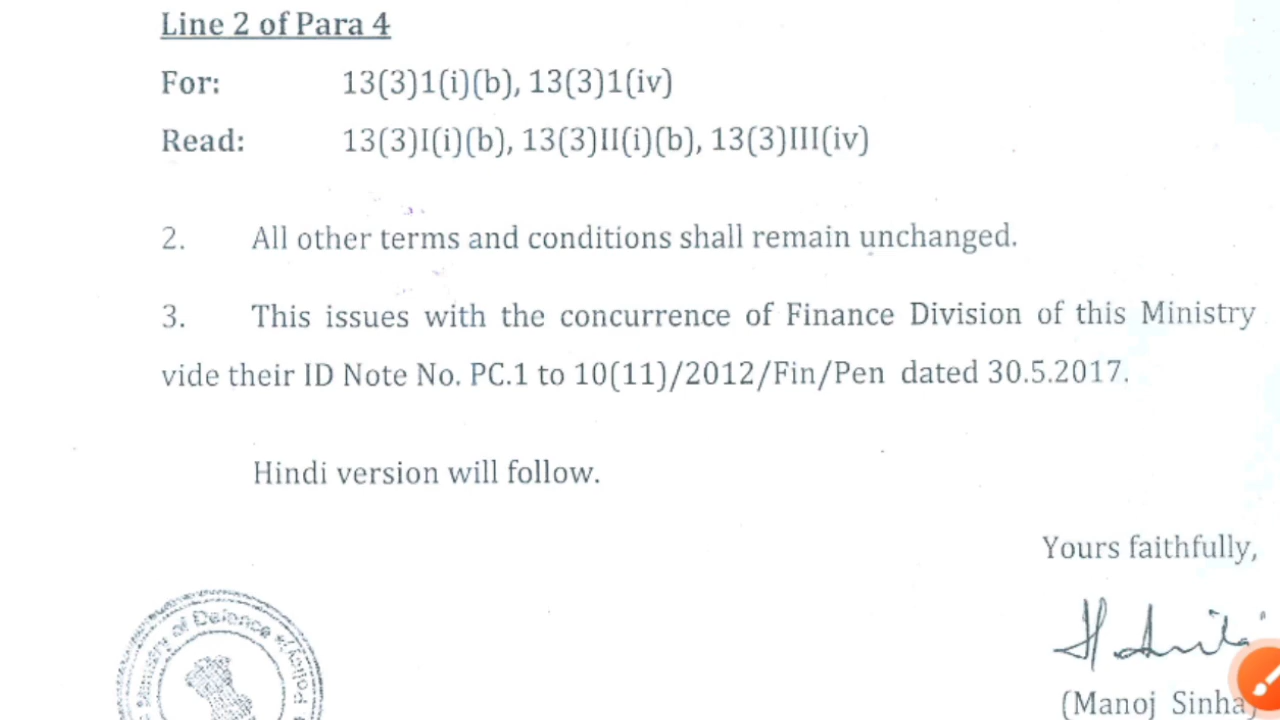 Line 2 of Para 4
For: 13(3)1(i)(b), 13(3)1(iv)
Read: 13(3)I(i)(b), 13(3)II(i)(b), 13(3)III(iv)
2. All other terms and conditions shall remain unchanged.
3. This issues with the concurrence of Finance Division of this Ministry
vide their ID Note No. PC.1 to 10(11)/2012/Fin/Pen dated 30.5.2017.
Hindi version will follow.
Yours faithfully,
(Manoj Sinha)
Ministry of Defence